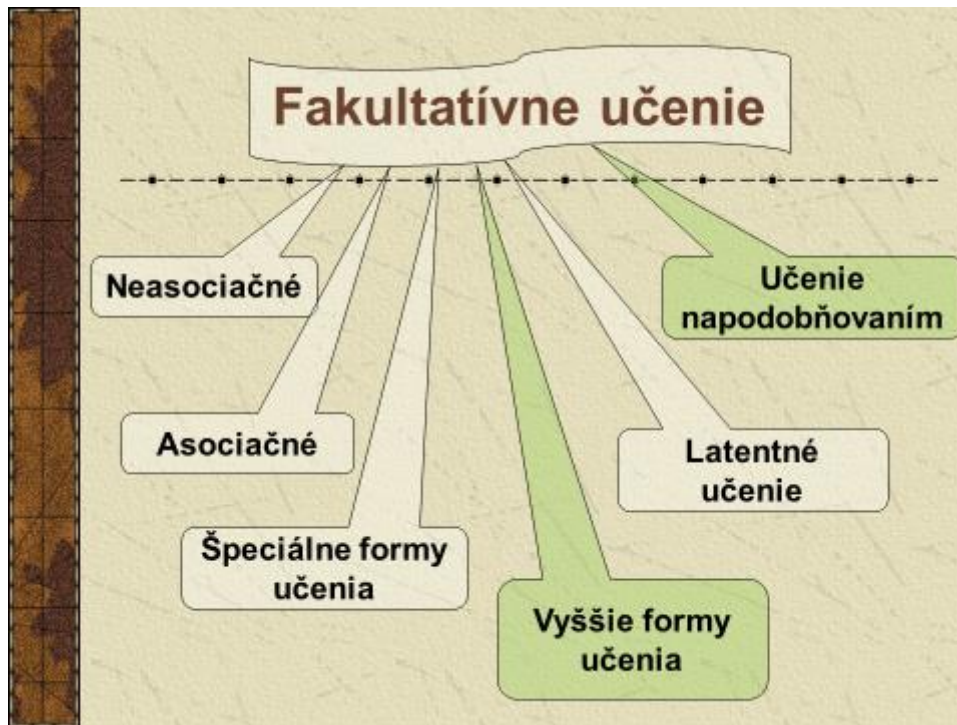 Fakultatívne učenie
Neasociačné
Učenie
napodobňovaním
Asociačné
Latentné
učenie
Špeciálne formy
učenia
Vyššie formy
učenia